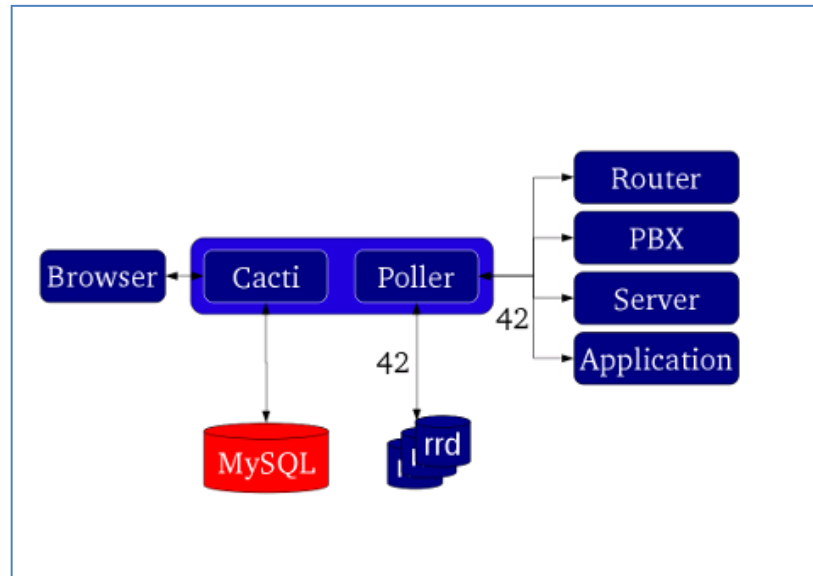 Router
PBX
Browser
Cacti
Poller
Server
42
42
Application
MySQL
rrd